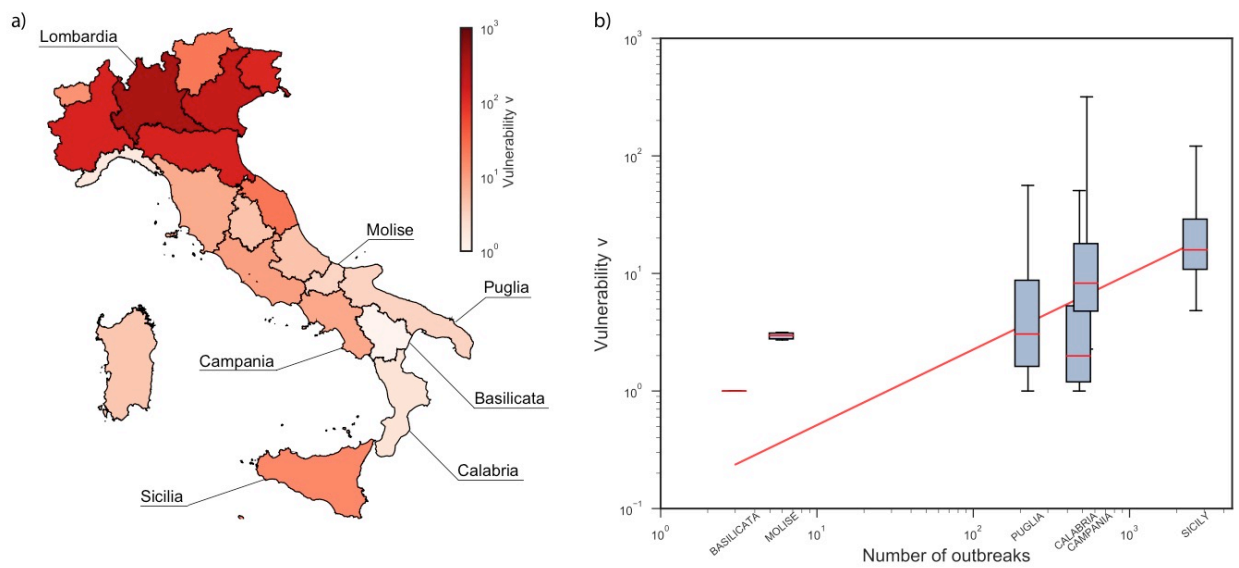 a)
Lombardia
10³
10²
10¹
10⁰
Vulnerability v
Molise
Puglia
Campania
Basilicata
Calabria
Sicilia
b)
10³
10²
10¹
10⁰
10⁻¹
Vulnerability v
10⁰
10¹
10²
10³
BASILICATA
MOLISE
PUGLIA
CALABRIA
CAMPANIA
SICILY
Number of outbreaks